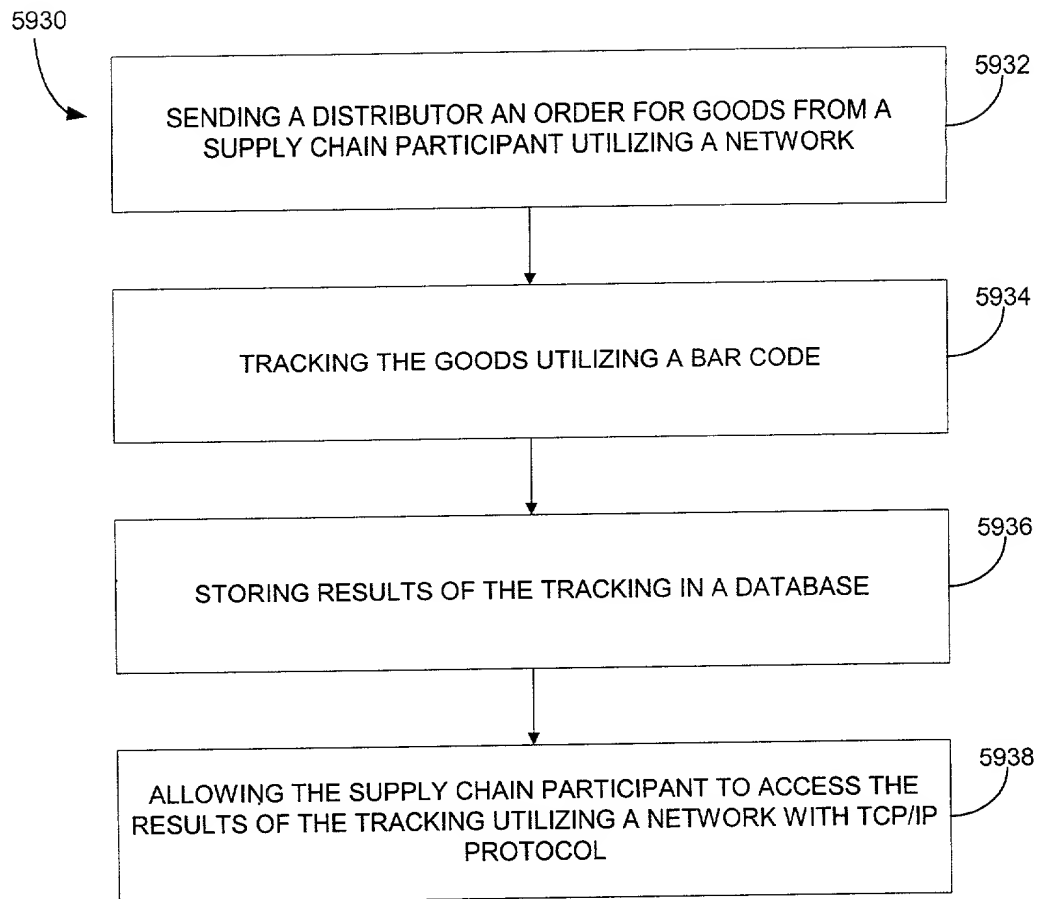 5930
5932
SENDING A DISTRIBUTOR AN ORDER FOR GOODS FROM A
SUPPLY CHAIN PARTICIPANT UTILIZING A NETWORK
5934
TRACKING THE GOODS UTILIZING A BAR CODE
5936
STORING RESULTS OF THE TRACKING IN A DATABASE
5938
ALLOWING THE SUPPLY CHAIN PARTICIPANT TO ACCESS THE
RESULTS OF THE TRACKING UTILIZING A NETWORK WITH TCP/IP
PROTOCOL